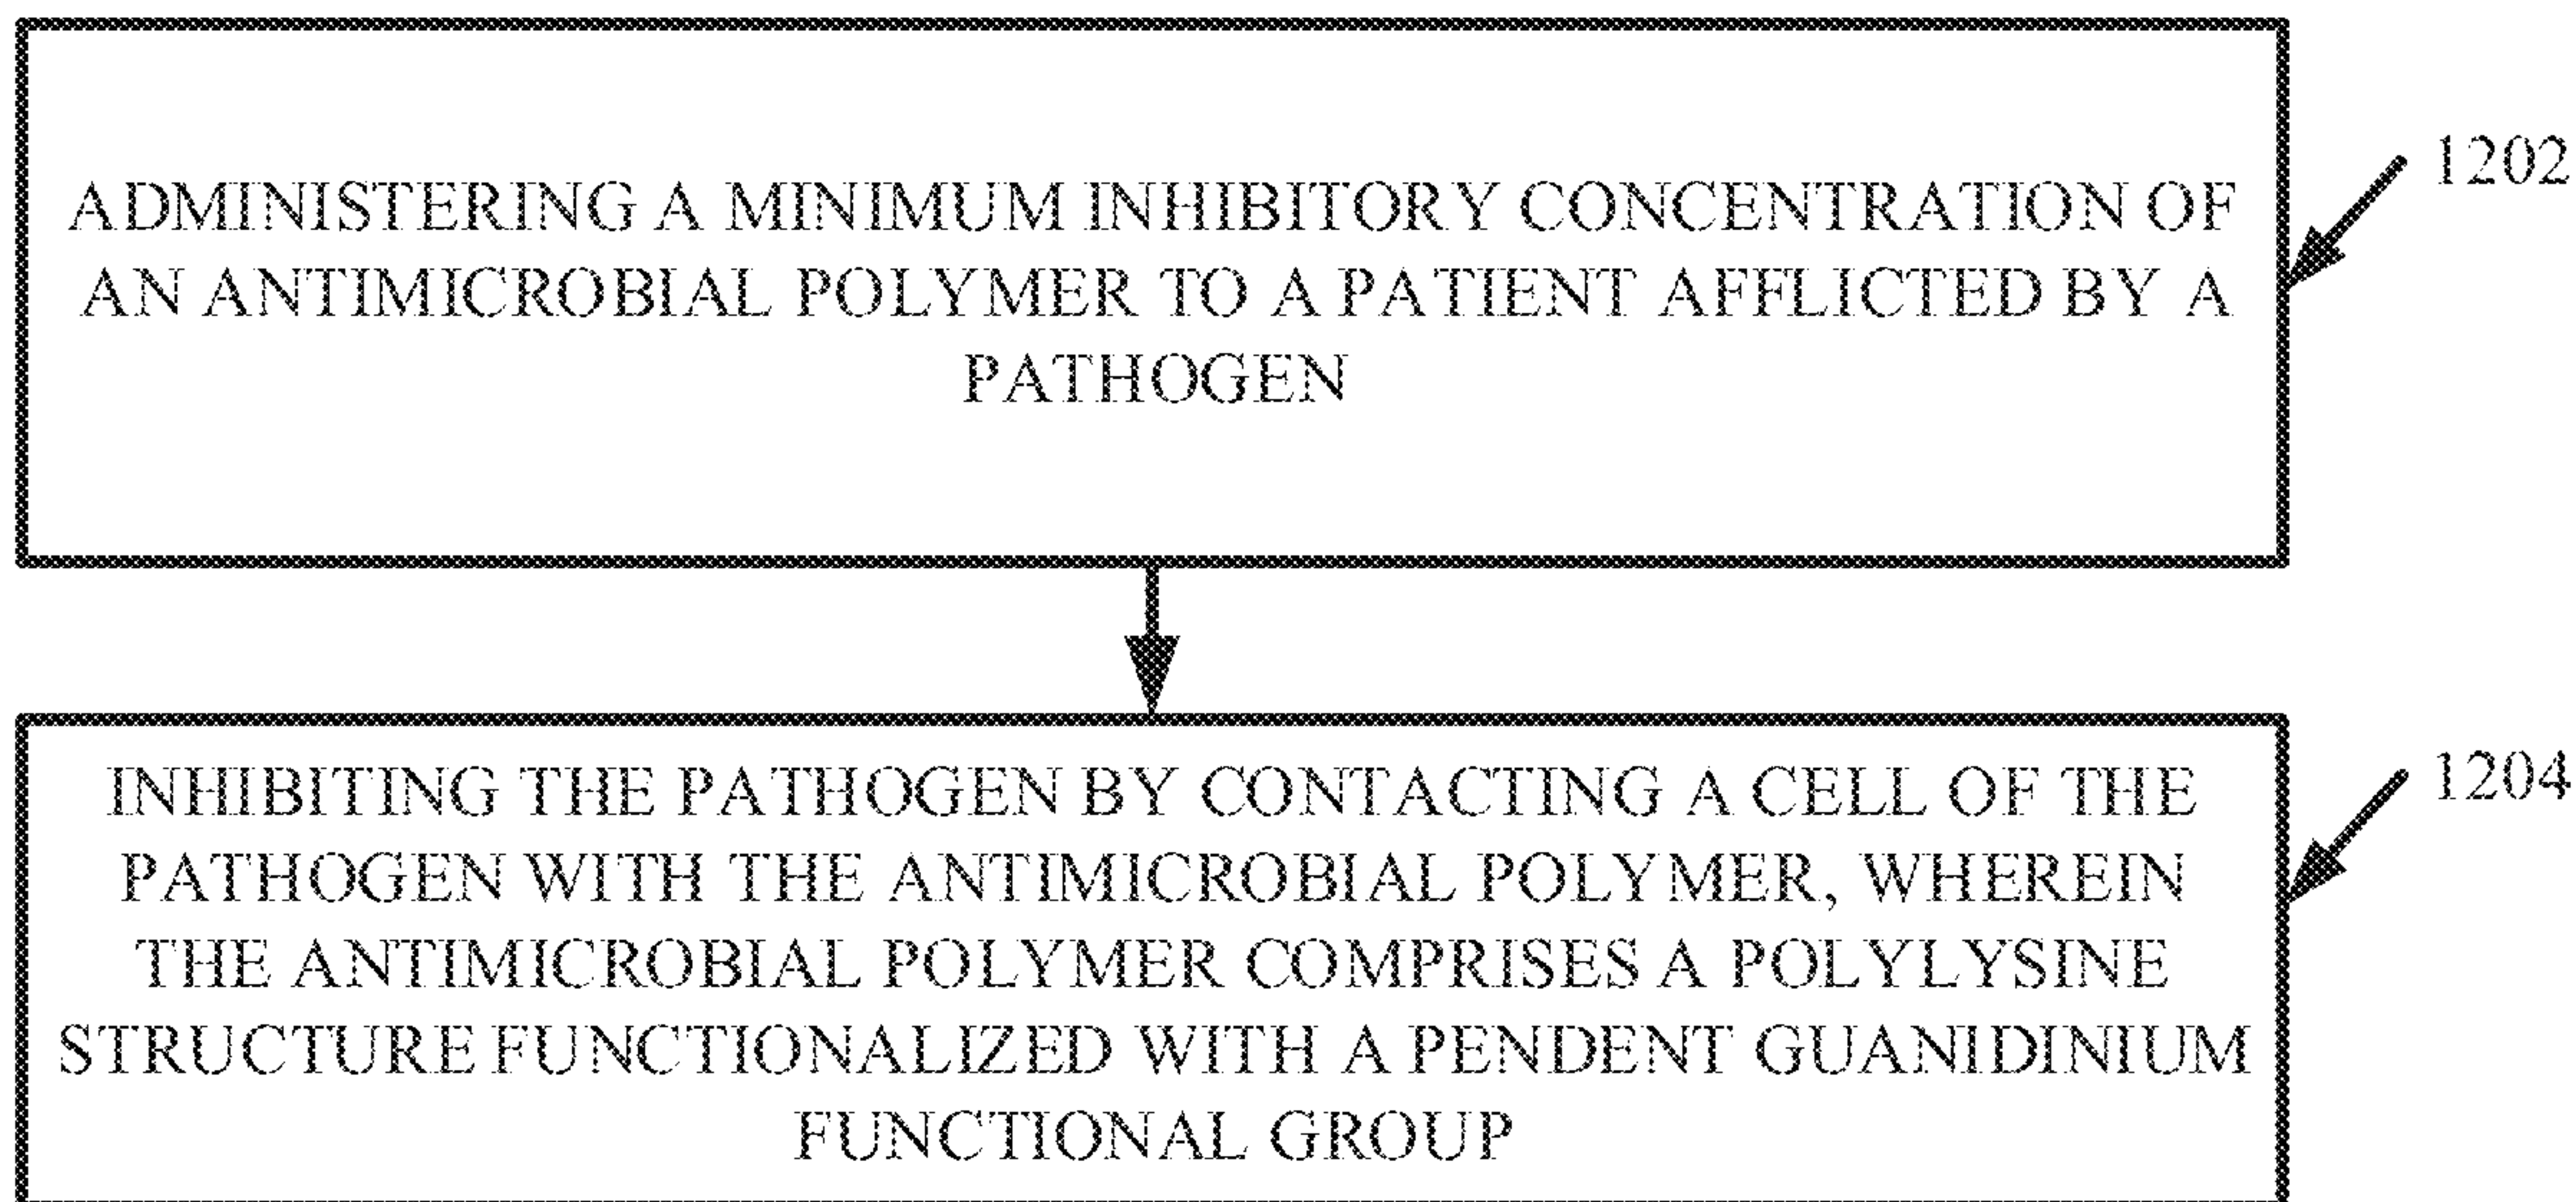 ADMINISTERING A MINIMUM INHIBITORY CONCENTRATION OF
AN ANTIMICROBIAL POLYMER TO A PATIENT AFFLICTED BY A
PATHOGEN
1202
INHIBITING THE PATHOGEN BY CONTACTING A CELL OF THE
PATHOGEN WITH THE ANTIMICROBIAL POLYMER, WHEREIN
THE ANTIMICROBIAL POLYMER COMPRISES A POLYLYSINE
STRUCTURE FUNCTIONALIZED WITH A PENDENT GUANIDINIUM
FUNCTIONAL GROUP
1204